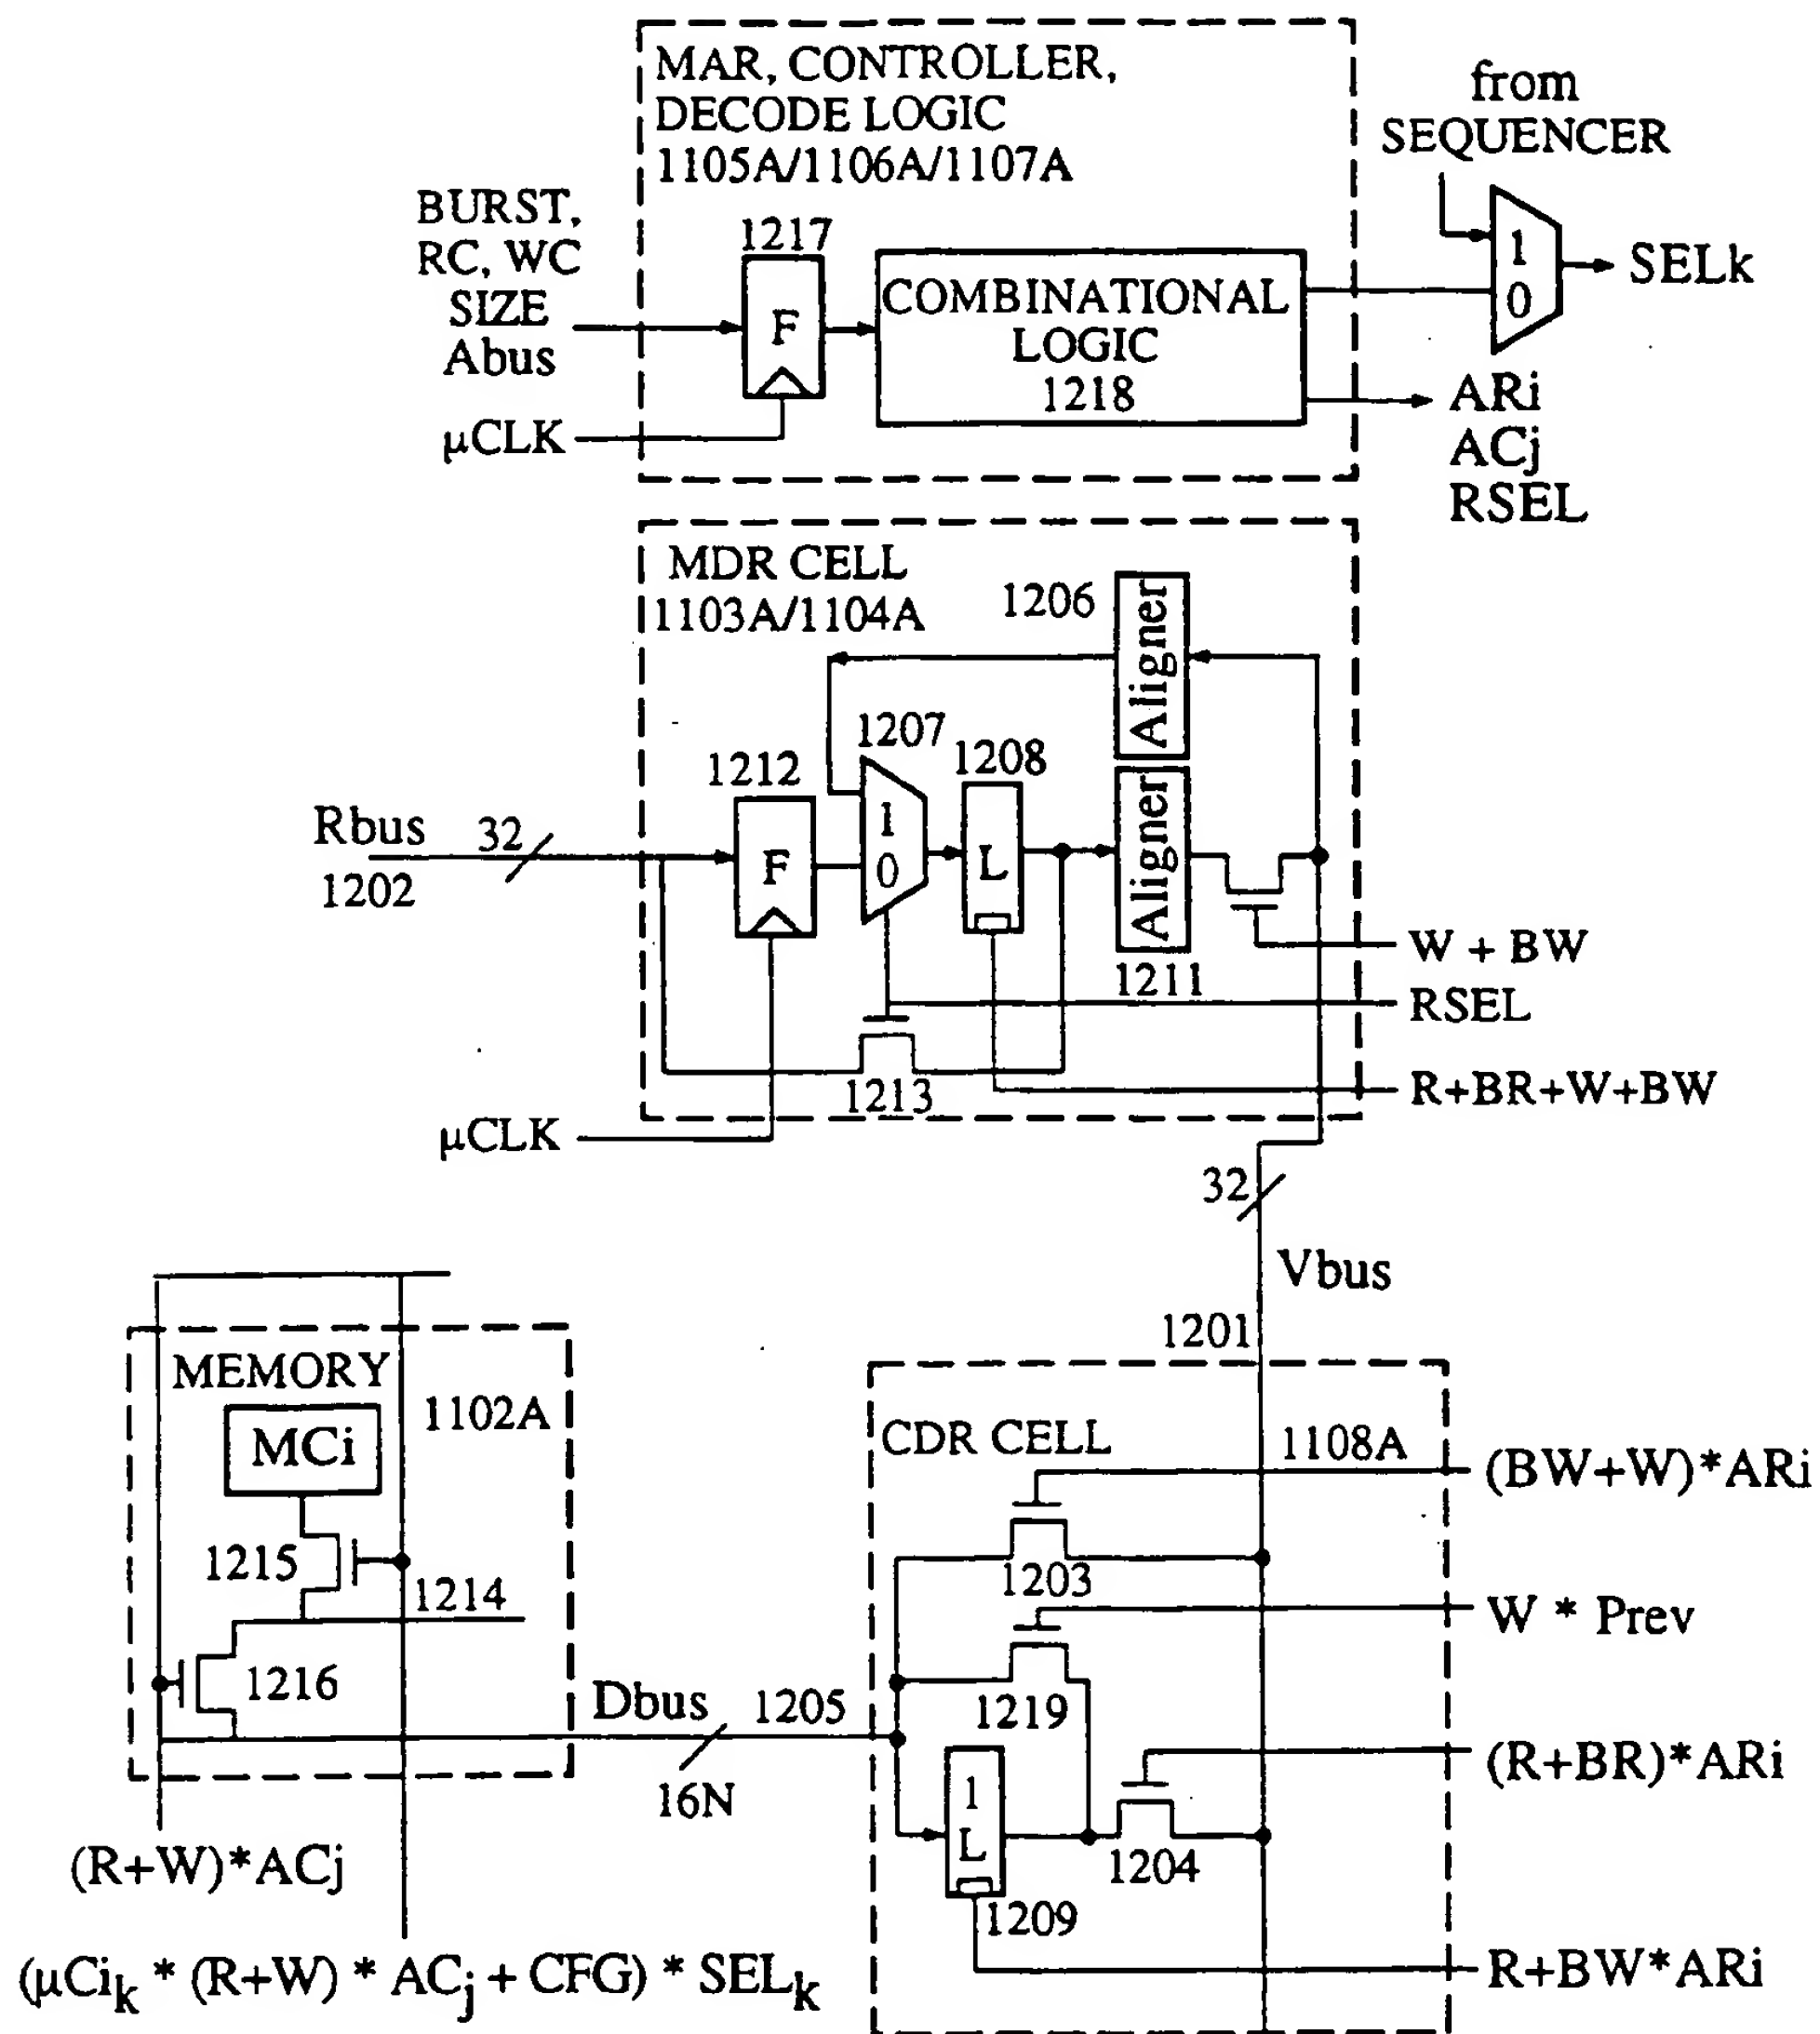 MAR, CONTROLLER,
DECODE LOGIC
1105A/1106A/1107A
from
SEQUENCER
BURST,
RC, WC
SIZE
Abus
1217
F
COMBINATIONAL
LOGIC
1218
1
0
SELk
μCLK
ARi
ACj
RSEL
MDR CELL
1103A/1104A
1206
Aligner
1207
1212
1208
Rbus
32
1202
F
1
0
L
Aligner
1211
W + BW
RSEL
1213
R+BR+W+BW
μCLK
32
Vbus
1201
MEMORY
1102A
MCi
CDR CELL
1108A
(BW+W)*ARi
1215
1214
1203
W * Prev
1216
Dbus
1205
1219
16N
(R+BR)*ARi
1
L
1204
(R+W)*ACj
1209
R+BW*ARi
(μCik * (R+W) * ACj + CFG) * SELk